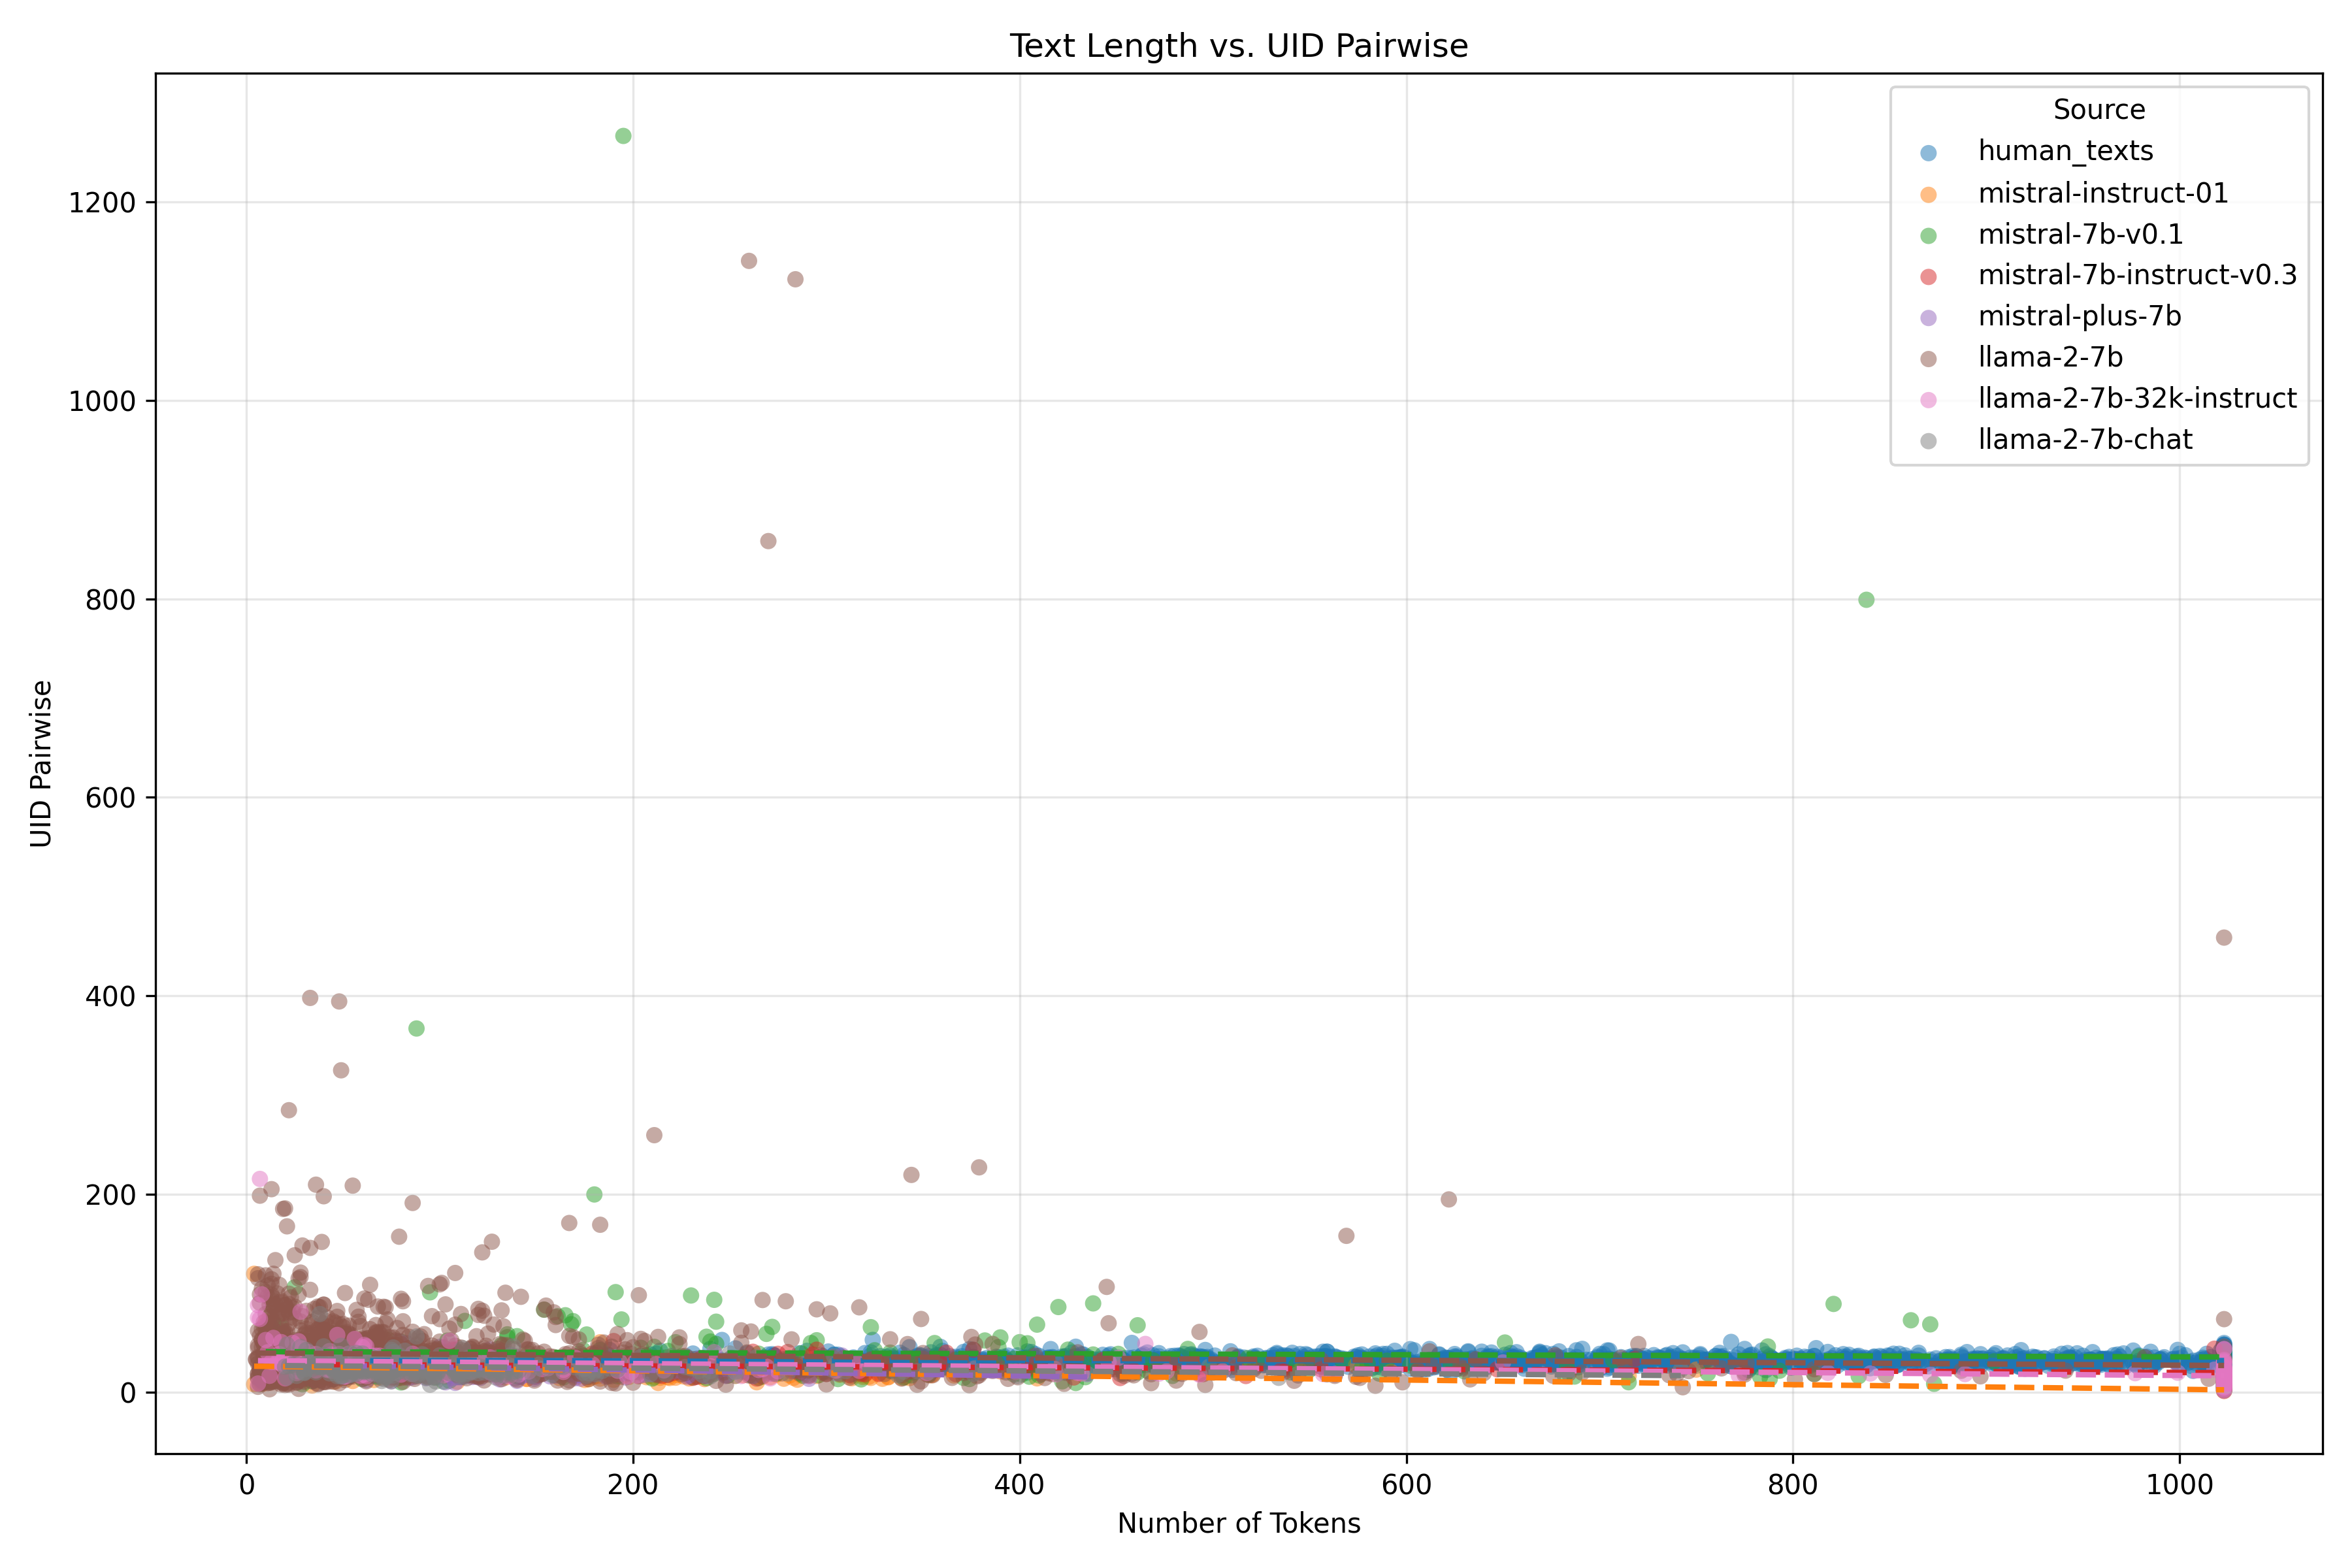 Text Length vs. UID Pairwise
Source
human_texts
mistral-instruct-01
mistral-7b-v0.1
mistral-7b-instruct-v0.3
mistral-plus-7b
llama-2-7b
llama-2-7b-32k-instruct
llama-2-7b-chat
UID Pairwise
1200
1000
800
600
400
200
0
0 200 400 600 800 1000
Number of Tokens